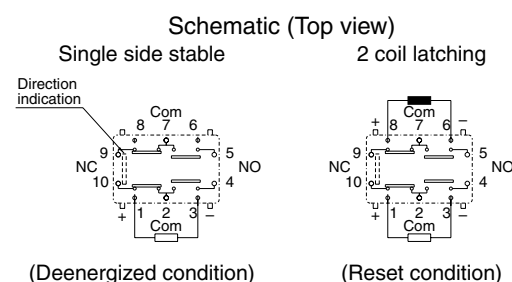 Schematic (Top view)
Single side stable
2 coil latching
Direction
indication
Com
8 7 6
9
NC
10
5
NO
4
+
1 2 3
–
Com
(Deenergized condition)
Com
+ 8 7 6 –
9
NC
10
5
NO
4
+
1 2 3
–
Com
(Reset condition)